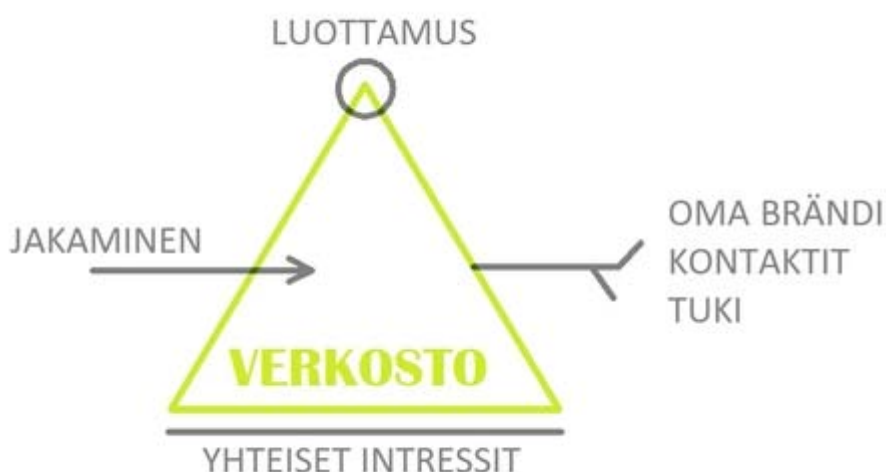 LUOTTAMUS
JAKAMINEN
OMA BRÄNDI
KONTAKTIT
TUKI
VERKOSTO
YHTEISET INTRESSIT